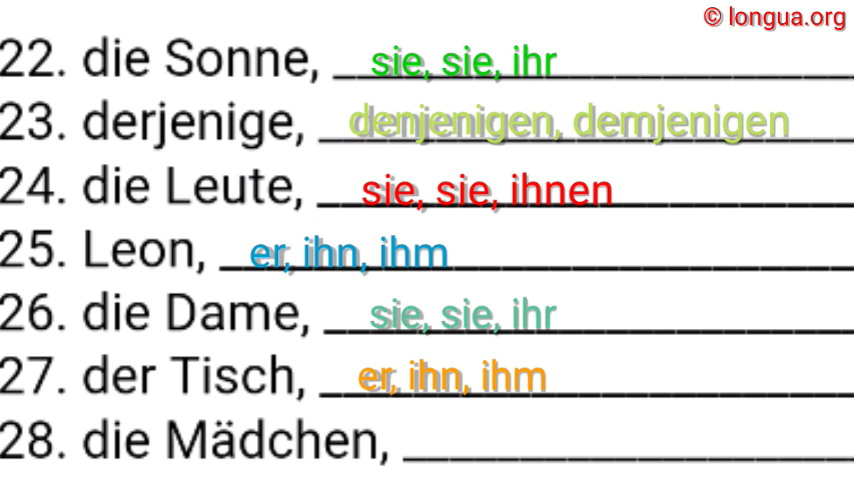 © longua.org
22. die Sonne, sie, sie, ihr
23. derjenige, denjenigen, demjenigen
24. die Leute, sie, sie, ihnen
25. Leon, er, ihn, ihm
26. die Dame, sie, sie, ihr
27. der Tisch, er, ihn, ihm
28. die Mädchen,